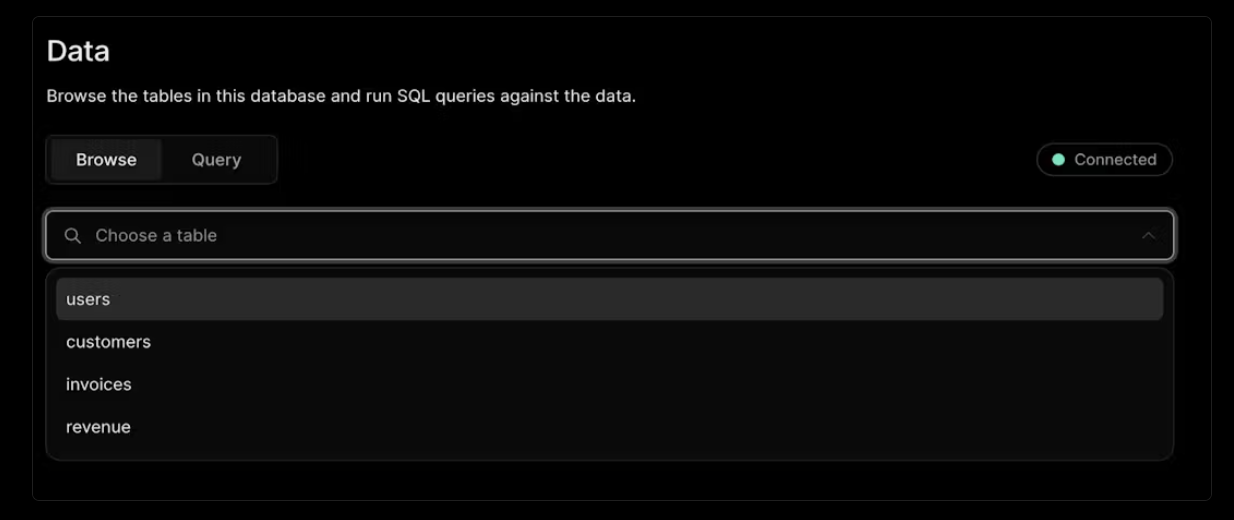 Data
Browse the tables in this database and run SQL queries against the data.
Browse Query Connected
Choose a table
users
customers
invoices
revenue